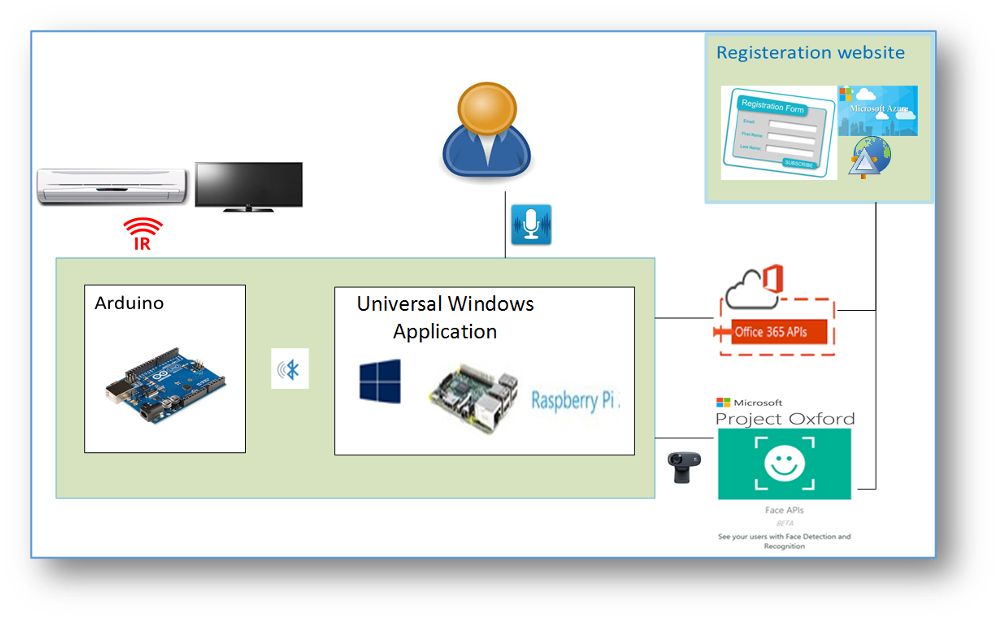 Registeration website
Registration Form
Email:
First Name:
Last Name:
SUBSCRIBE
Microsoft Azure
IR
Arduino
Universal Windows
Application
Raspberry Pi
Office 365 APIs
Microsoft
Project Oxford
Face APIs
BETA
See your users with Face Detection and
Recognition